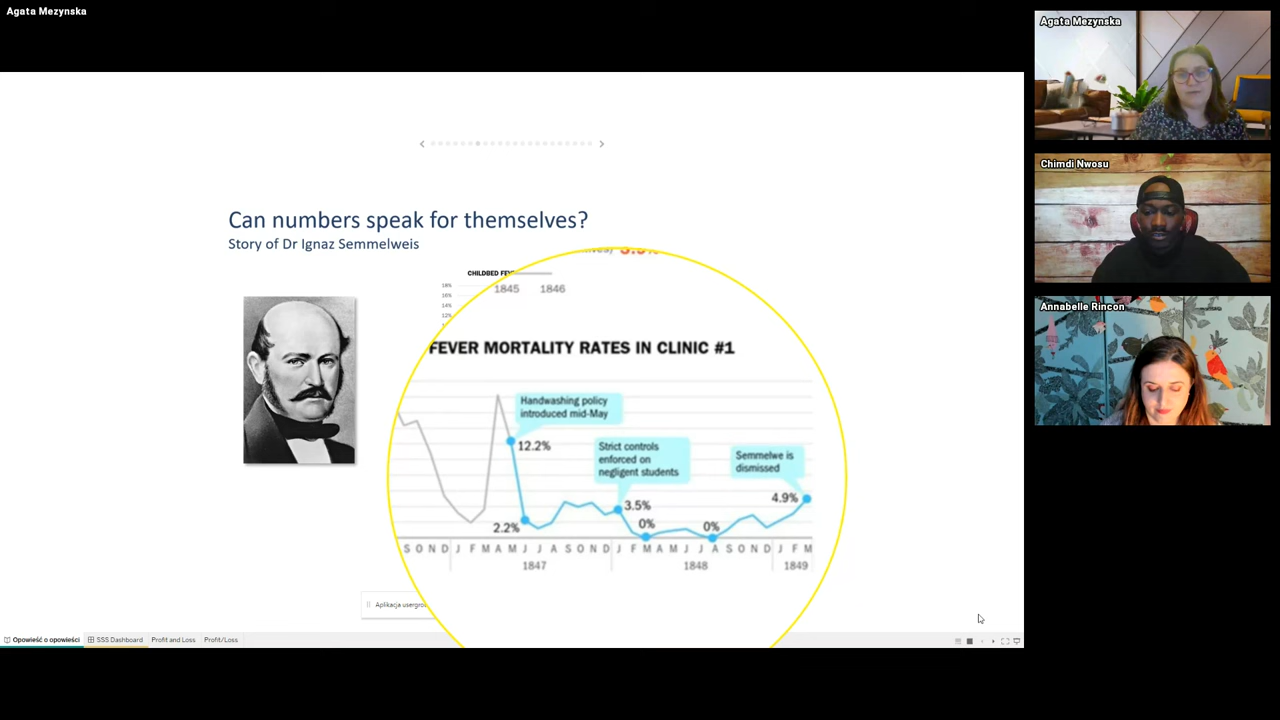 Agata Mezynska
Agata Mezynska
Chimdi Nwosu
Annabelle Rincon
Can numbers speak for themselves?
Story of Dr Ignaz Semmelweis
CHILDBED FEV
18%
16%
14%
12%
1845 1846
FEVER MORTALITY RATES IN CLINIC #1
Handwashing policy
introduced mid-May
12.2%
Strict controls
enforced on
negligent students
Semmelwe is
dismissed
2.2%
3.5%
0%
0%
4.9%
S O N D J F M A M J J A S O N D J F M A M J J A S O N D J F M
1847 1848 1849
Aplikacja usergro
Opowieść o opowieści SSS Dashboard Profit and Loss Profit/Loss